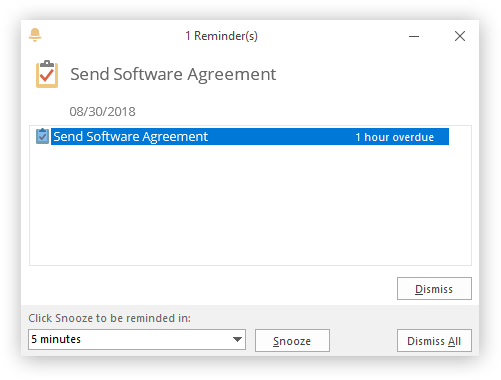 1 Reminder(s)
Send Software Agreement
08/30/2018
Send Software Agreement 1 hour overdue
Dismiss
Click Snooze to be reminded in:
5 minutes Snooze Dismiss All